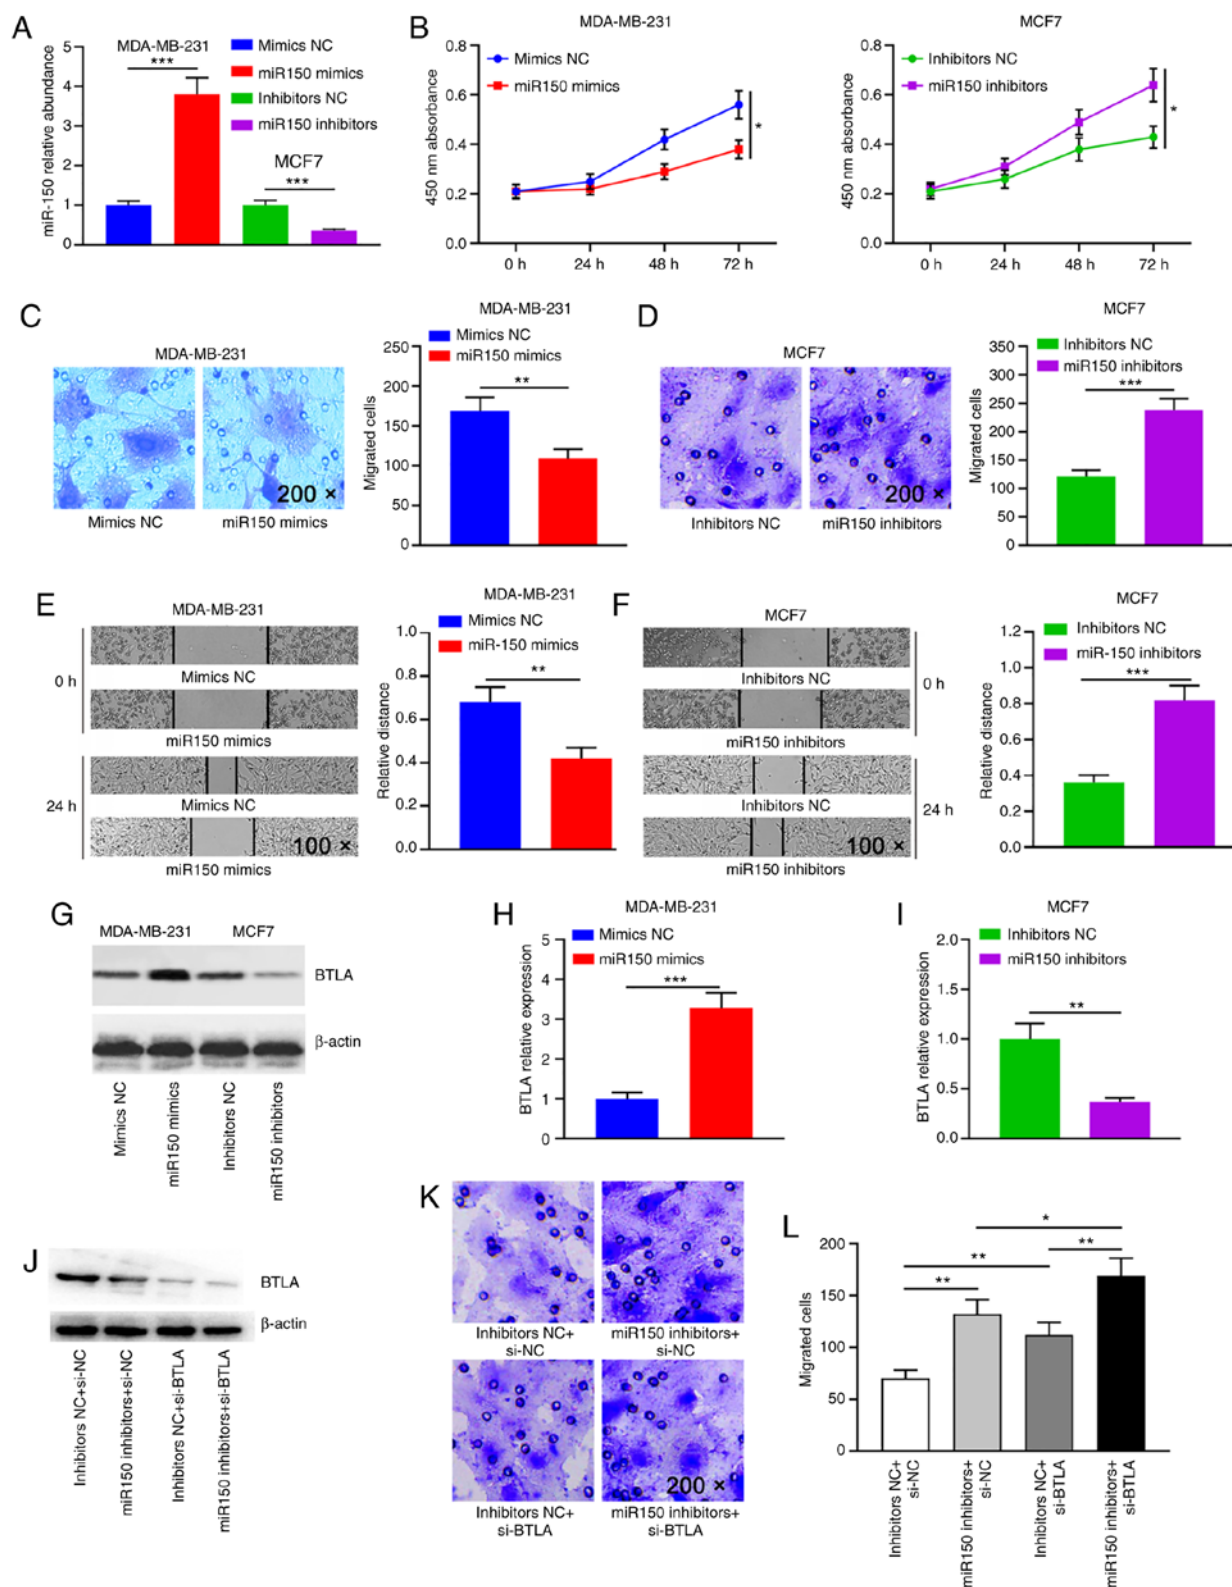 A
MDA-MB-231
Mimics NC
miR150 mimics
Inhibitors NC
miR150 inhibitors
MCF7
***
***
miR-150 relative abundance
5
4
3
2
1
0
B
MDA-MB-231
Mimics NC
miR150 mimics
450 nm absorbance
0.8
0.6
0.4
0.2
0.0
*
0 h
24 h
48 h
72 h
MCF7
Inhibitors NC
miR150 inhibitors
450 nm absorbance
0.8
0.6
0.4
0.2
0.0
*
0 h
24 h
48 h
72 h
C
MDA-MB-231
200 ×
Mimics NC
miR150 mimics
MDA-MB-231
Mimics NC
miR150 mimics
Migrated cells
250
200
150
100
50
0
**
D
MCF7
200 ×
Inhibitors NC
miR150 inhibitors
MCF7
Inhibitors NC
miR150 inhibitors
Migrated cells
350
300
250
200
150
100
50
0
***
E
MDA-MB-231
0 h
Mimics NC
miR150 mimics
24 h
Mimics NC
100 ×
miR150 mimics
MDA-MB-231
Mimics NC
miR-150 mimics
Relative distance
1.0
0.8
0.6
0.4
0.2
0.0
**
F
MCF7
Inhibitors NC
0 h
miR150 inhibitors
Inhibitors NC
24 h
100 ×
miR150 inhibitors
MCF7
Inhibitors NC
miR-150 inhibitors
Relative distance
1.2
1.0
0.8
0.6
0.4
0.2
0.0
***
G
MDA-MB-231
MCF7
BTLA
β-actin
Mimics NC
miR150 mimics
Inhibitors NC
miR150 inhibitors
H
MDA-MB-231
Mimics NC
miR150 mimics
BTLA relative expression
5
4
3
2
1
0
***
I
MCF7
Inhibitors NC
miR150 inhibitors
BTLA relative expression
2.0
1.5
1.0
0.5
0.0
**
J
BTLA
β-actin
Inhibitors NC+si-NC
miR150 inhibitors+si-NC
Inhibitors NC+si-BTLA
miR150 inhibitors+si-BTLA
K
Inhibitors NC+
si-NC
miR150 inhibitors+
si-NC
200 ×
Inhibitors NC+
si-BTLA
miR150 inhibitors+
si-BTLA
L
Migrated cells
200
150
100
50
0
*
**
**
**
Inhibitors NC+
si-NC
miR150 inhibitors+
si-NC
Inhibitors NC+
si-BTLA
miR150 inhibitors+
si-BTLA